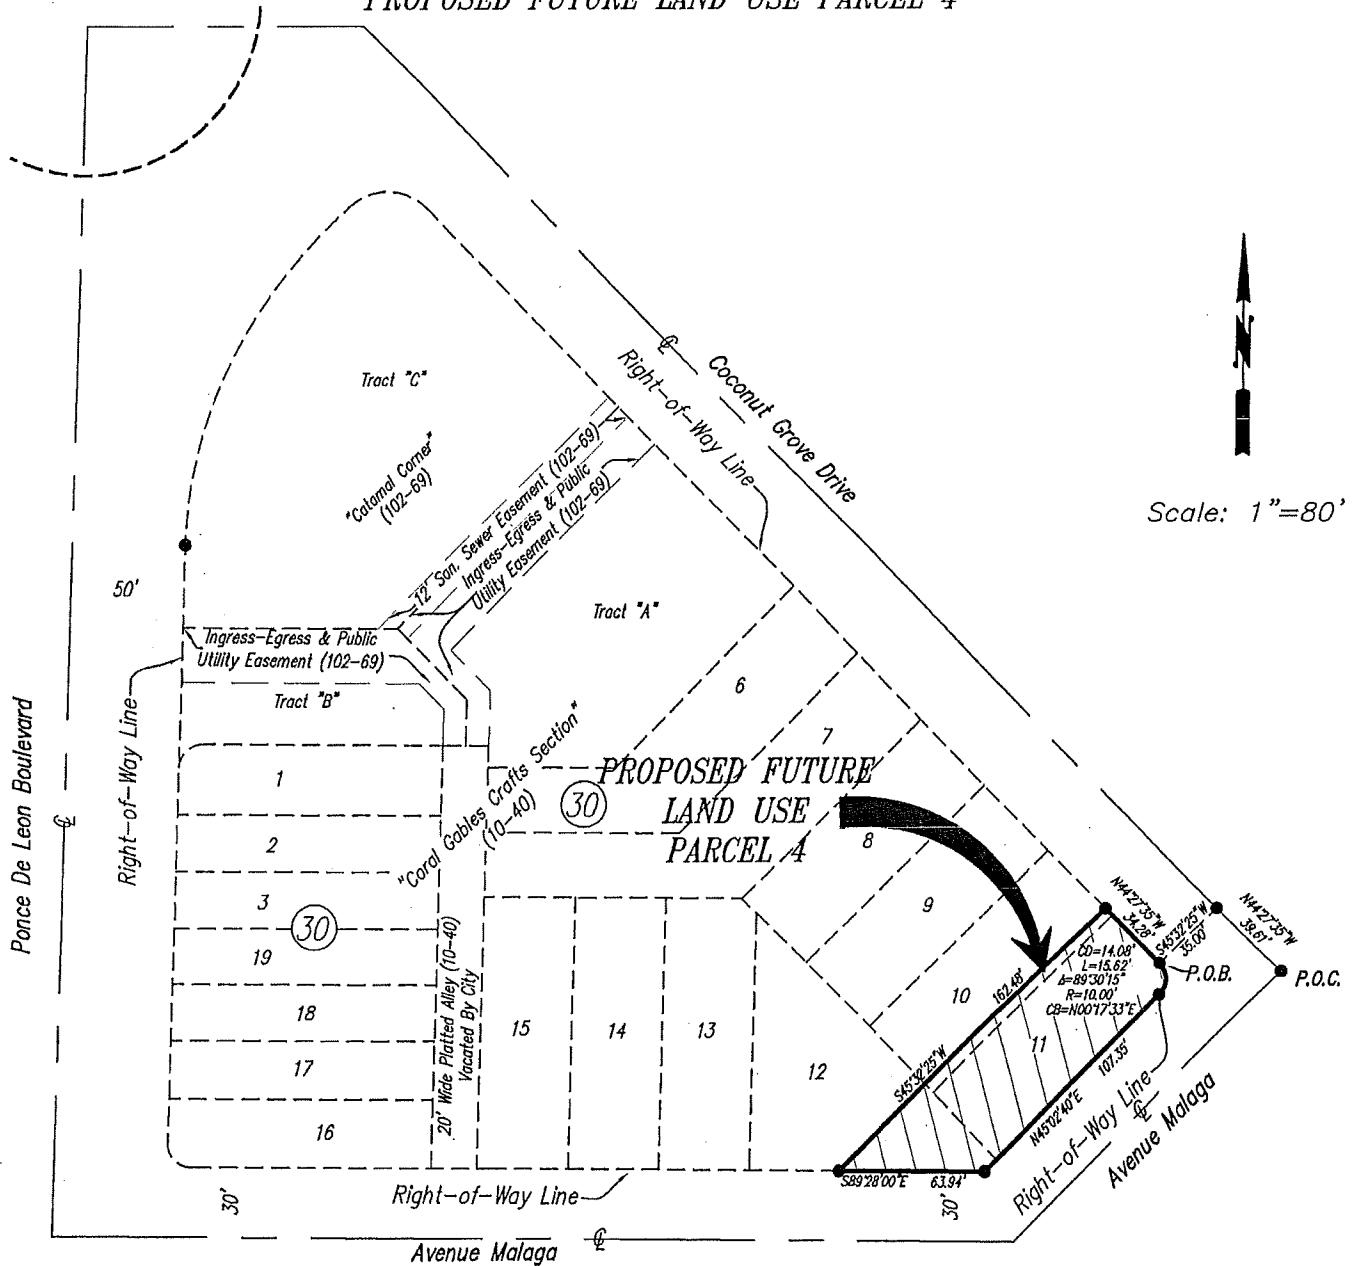 PROPOSED FUTURE LAND USE PARCEL 4
℄ Coconut Grove Drive
Right-of-Way Line
Tract "C"
"Catamal Corner"
(102-69)
12' San. Sewer Easement (102-69)
Ingress-Egress & Public
Utility Easement (102-69)
N
Scale: 1"=80'
50'
Ingress-Egress & Public
Utility Easement (102-69)
Tract "A"
Tract "B"
Ponce De Leon Boulevard
℄
Right-of-Way Line
1
2
3
30
19
18
17
16
20' Wide Platted Alley (10-40)
Vacated By City
"Coral Gables Crafts Section"
(10-40)
30
PROPOSED FUTURE
LAND USE
PARCEL 4
6
7
8
9
10
11
12
13
14
15
N44°27'35"W
34.28'
S45°32'25"W
35.00'
N44°27'35"W
39.67'
P.O.B.
P.O.C.
CD=14.08'
L=15.62'
Δ=89°30'15"
R=10.00'
CB=N00°17'33"E
162.48'
S45°32'25"W
107.35'
N45°02'40"E
S89°28'00"E 63.94'
30'
Right-of-Way Line
℄
Avenue Malaga
30'
Right-of-Way Line
℄
Avenue Malaga